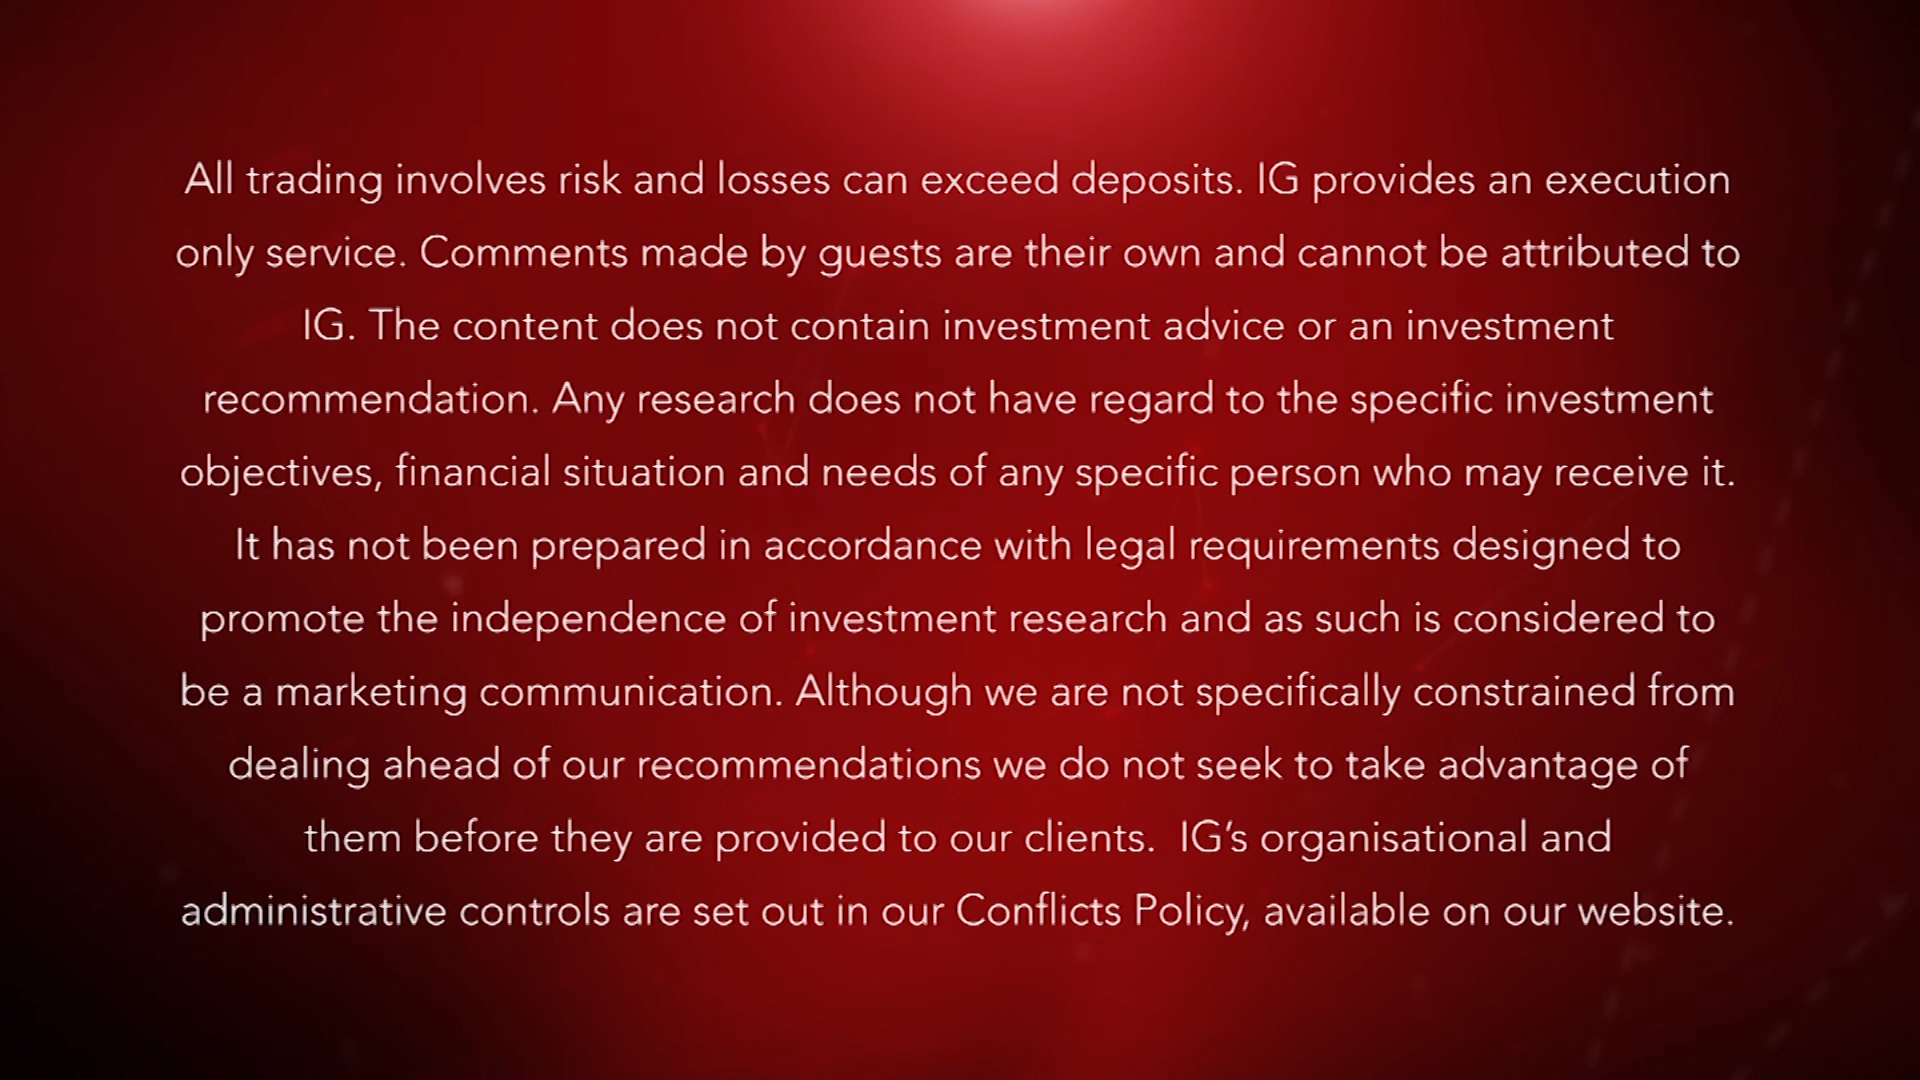 All trading involves risk and losses can exceed deposits. IG provides an execution
only service. Comments made by guests are their own and cannot be attributed to
IG. The content does not contain investment advice or an investment
recommendation. Any research does not have regard to the specific investment
objectives, financial situation and needs of any specific person who may receive it.
It has not been prepared in accordance with legal requirements designed to
promote the independence of investment research and as such is considered to
be a marketing communication. Although we are not specifically constrained from
dealing ahead of our recommendations we do not seek to take advantage of
them before they are provided to our clients.  IG’s organisational and
administrative controls are set out in our Conflicts Policy, available on our website.